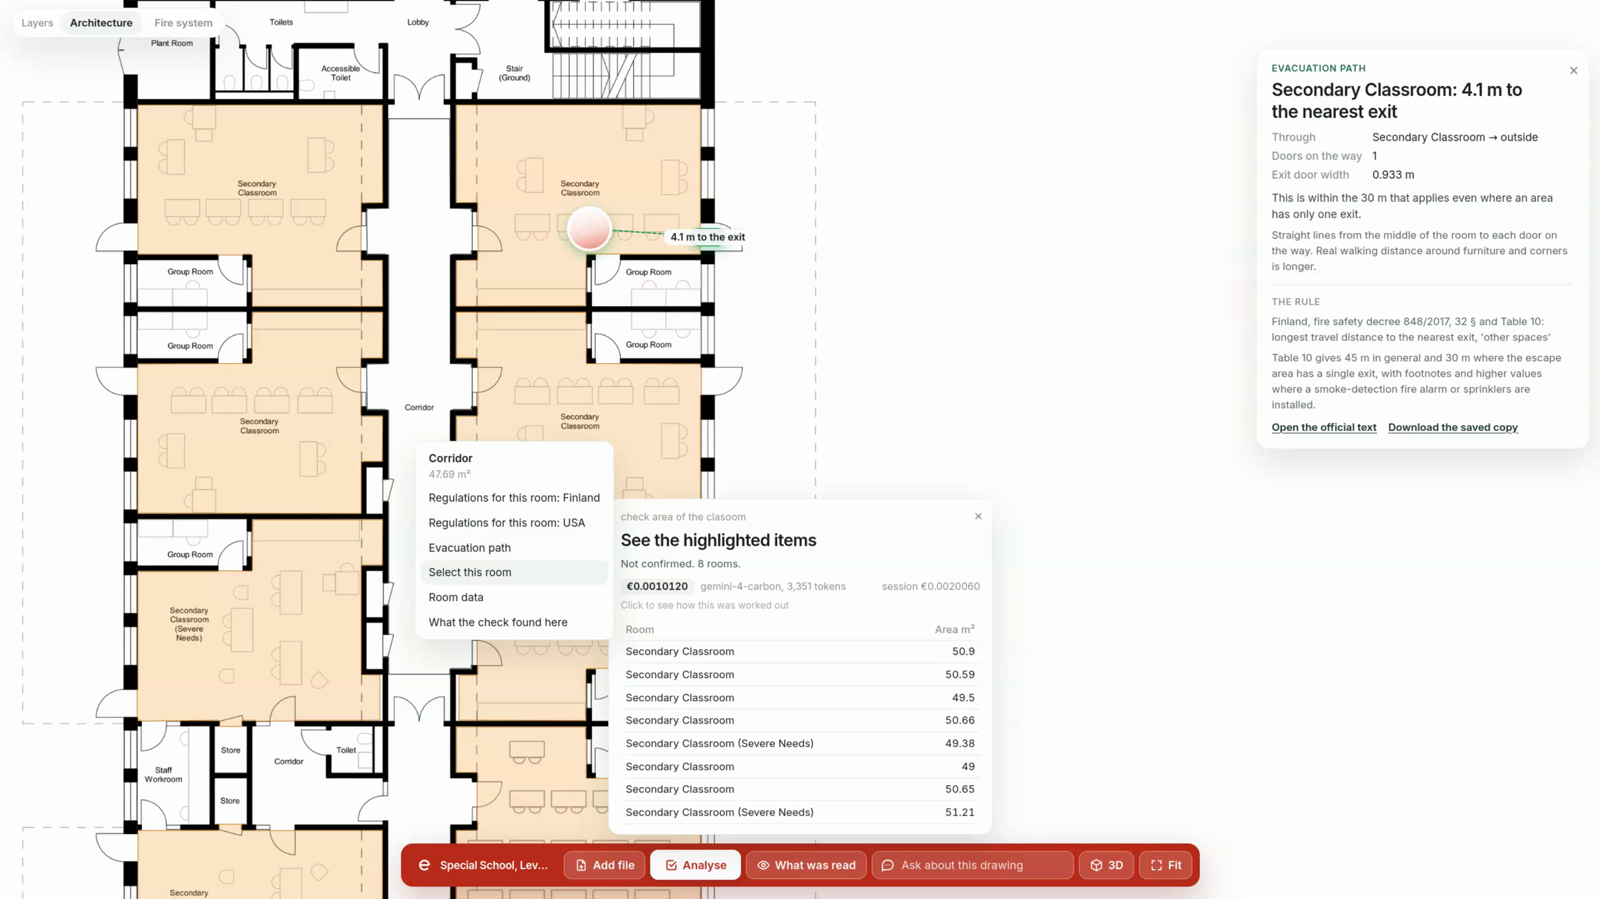 Layers
Architecture
Fire system
Plant Room
Toilets
Lobby
Accessible
Toilet
Stair
(Ground)
Secondary
Classroom
Secondary
Classroom
4.1 m to the exit
Group Room
Group Room
Group Room
Group Room
Corridor
Secondary
Classroom
Secondary
Classroom
Group Room
Secondary
Classroom
(Severe
Needs)
Staff
Workroom
Store
Store
Corridor
Toilet
Secondary
Corridor
47.69 m²
Regulations for this room: Finland
Regulations for this room: USA
Evacuation path
Select this room
Room data
What the check found here
check area of the clasoom
See the highlighted items
Not confirmed. 8 rooms.
€0.0010120 gemini-4-carbon, 3,351 tokens session €0.0020060
Click to see how this was worked out
Room Area m²
Secondary Classroom 50.9
Secondary Classroom 50.59
Secondary Classroom 49.5
Secondary Classroom 50.66
Secondary Classroom (Severe Needs) 49.38
Secondary Classroom 49
Secondary Classroom 50.65
Secondary Classroom (Severe Needs) 51.21
EVACUATION PATH
Secondary Classroom: 4.1 m to
the nearest exit
Through Secondary Classroom → outside
Doors on the way 1
Exit door width 0.933 m
This is within the 30 m that applies even where an area
has only one exit.
Straight lines from the middle of the room to each door on
the way. Real walking distance around furniture and corners
is longer.
THE RULE
Finland, fire safety decree 848/2017, 32 § and Table 10:
longest travel distance to the nearest exit, 'other spaces'
Table 10 gives 45 m in general and 30 m where the escape
area has a single exit, with footnotes and higher values
where a smoke-detection fire alarm or sprinklers are
installed.
Open the official text Download the saved copy
e Special School, Lev... Add file Analyse What was read Ask about this drawing 3D Fit